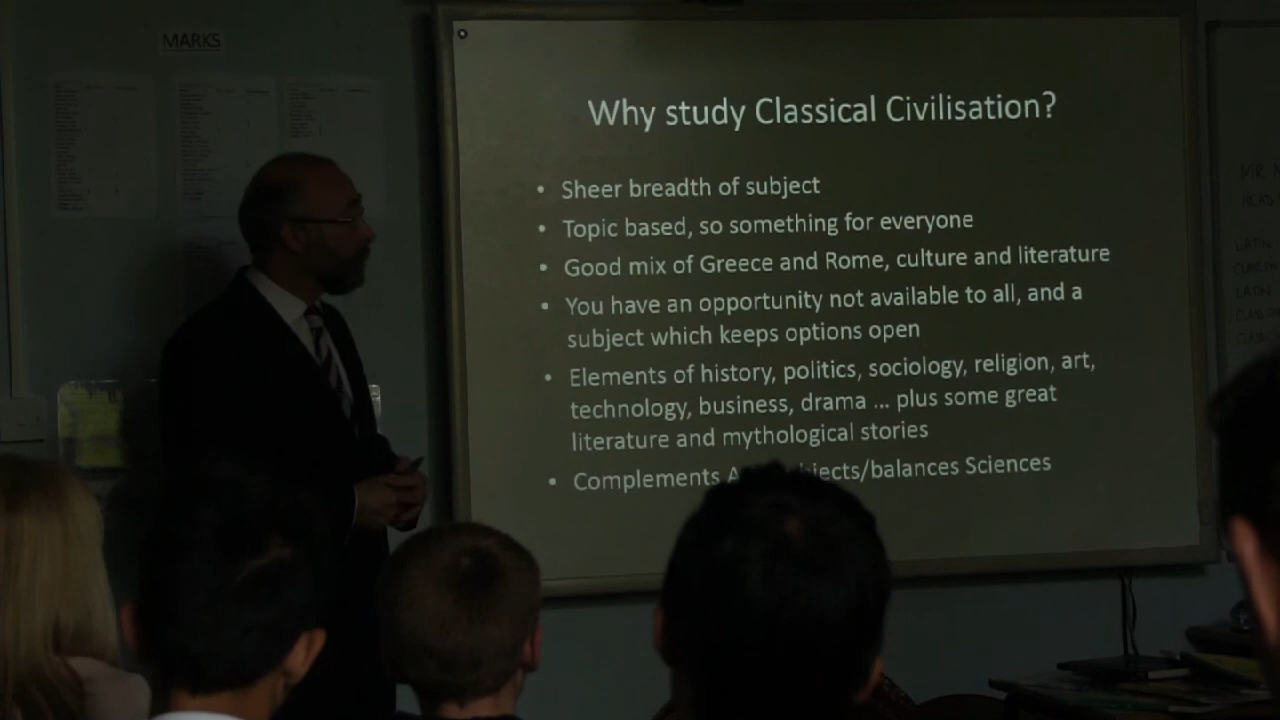 MARKS
Why study Classical Civilisation?
• Sheer breadth of subject
• Topic based, so something for everyone
• Good mix of Greece and Rome, culture and literature
• You have an opportunity not available to all, and a
subject which keeps options open
• Elements of history, politics, sociology, religion, art,
technology, business, drama ... plus some great
literature and mythological stories
• Complements /balances Sciences
MR
LATIN
LATIN